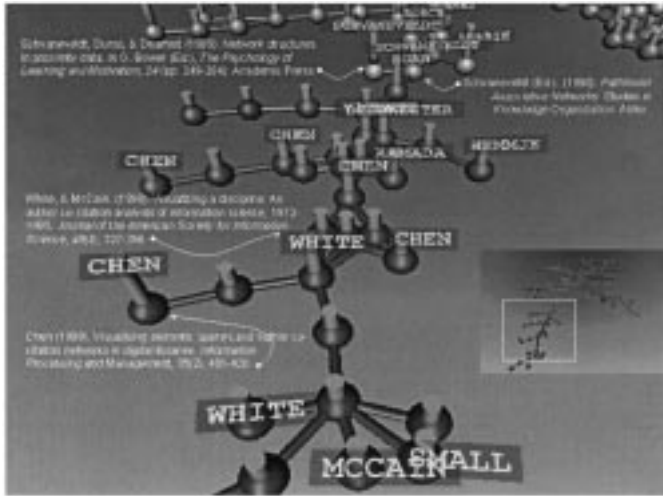 Schvaneveldt, Durso, & Dearholt (1989). Network structures
in proximity data. In G. Bower (Ed.), The Psychology of
Learning and Motivation, 24 (pp. 249-284). Academic Press.
Schvaneveldt (Ed.). (1990). Pathfinder
Associative Networks: Studies in
Knowledge Organization. Ablex.
CHEN
CHEN
CHEN
KAMADA
HEMMJE
White, & McCain. (1998). Visualizing a discipline: An
author co-citation analysis of information science, 1972-
1995. Journal of the American Society for Information
Science, 49(4), 327-356.
WHITE
CHEN
CHEN
Chen (1999). Visualising semantic spaces and author co-
citation networks in digital libraries. Information
Processing and Management, 35(2), 401-420.
WHITE
MCCAIN
SMALL